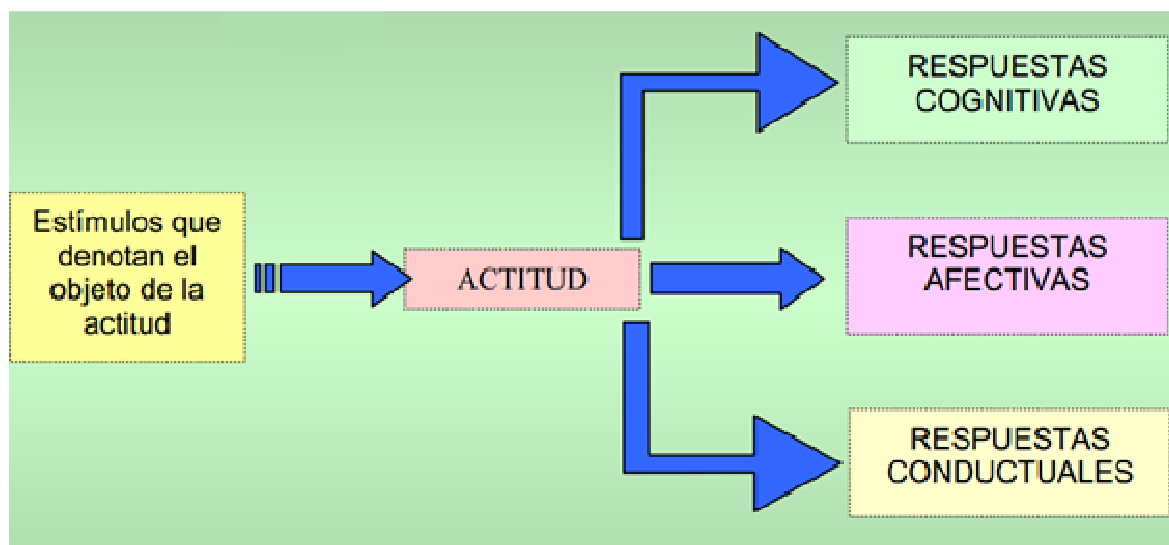 Estímulos que
denotan el
objeto de la
actitud
ACTITUD
RESPUESTAS
COGNITIVAS
RESPUESTAS
AFECTIVAS
RESPUESTAS
CONDUCTUALES